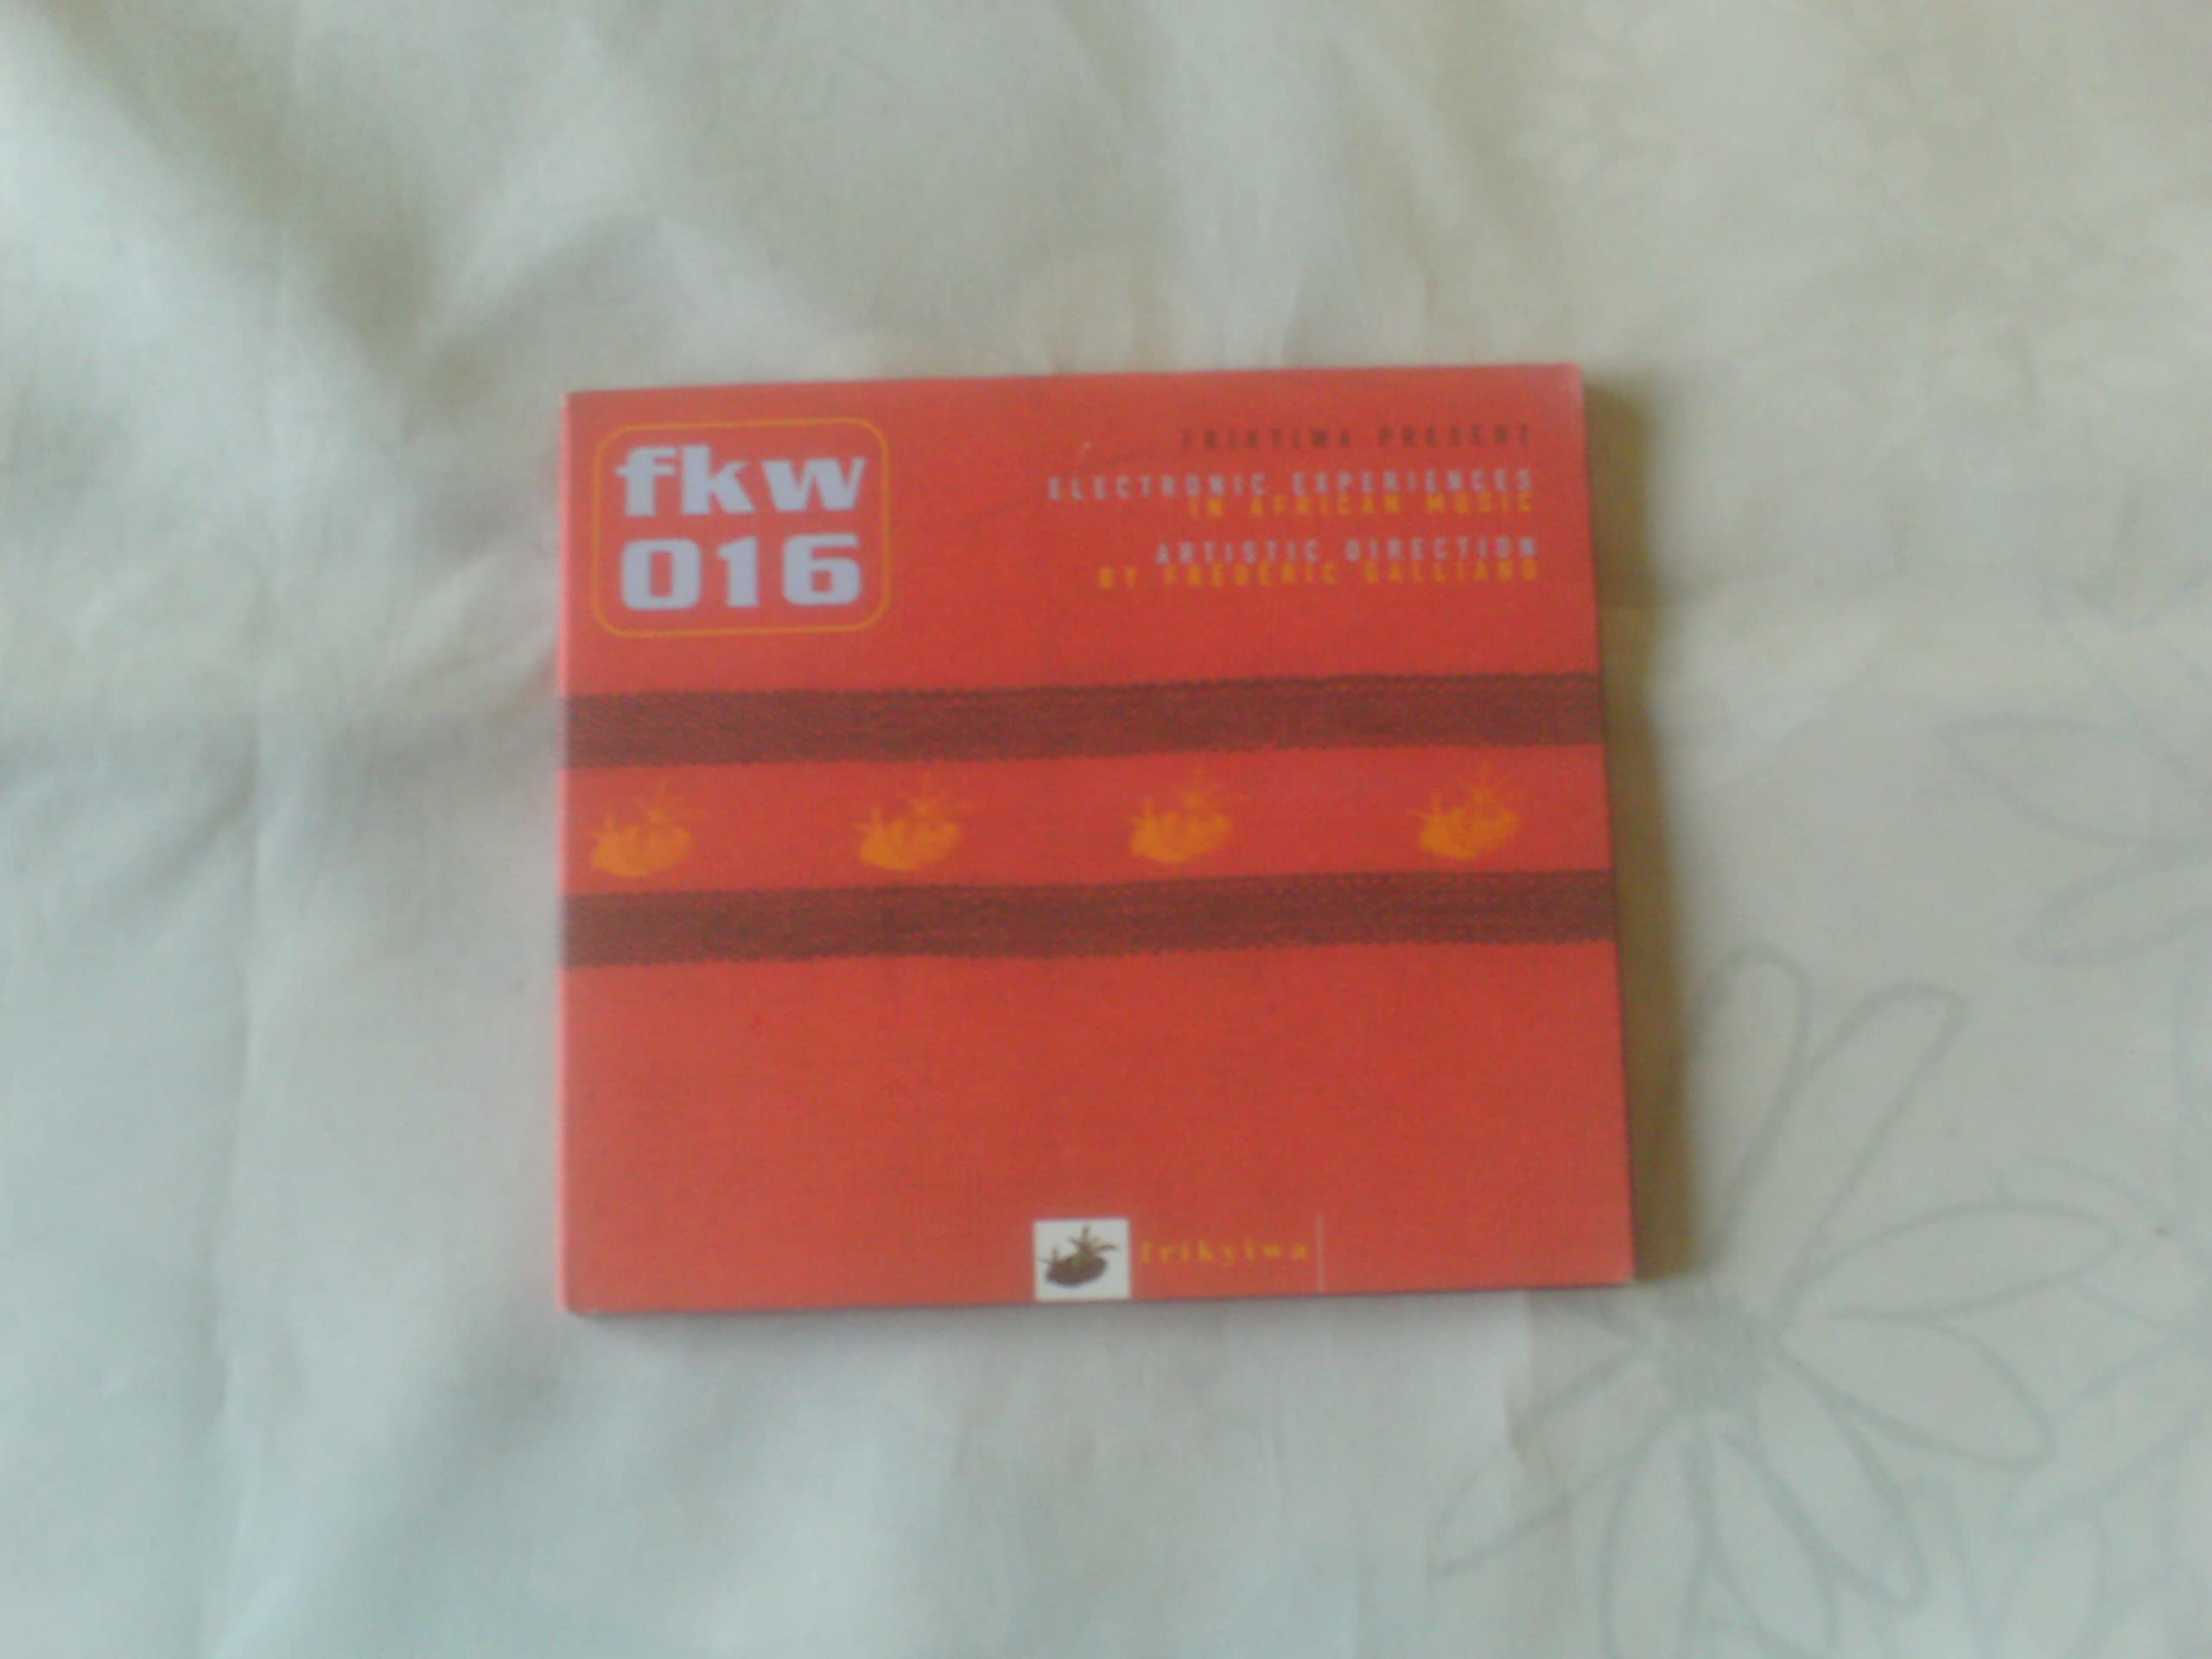 fkw
016
FRIKYIWA PRESENT
ELECTRONIC EXPERIENCES
IN AFRICAN MUSIC
ARTISTIC DIRECTION
BY FREDERIC GALLIANO
frikyiwa